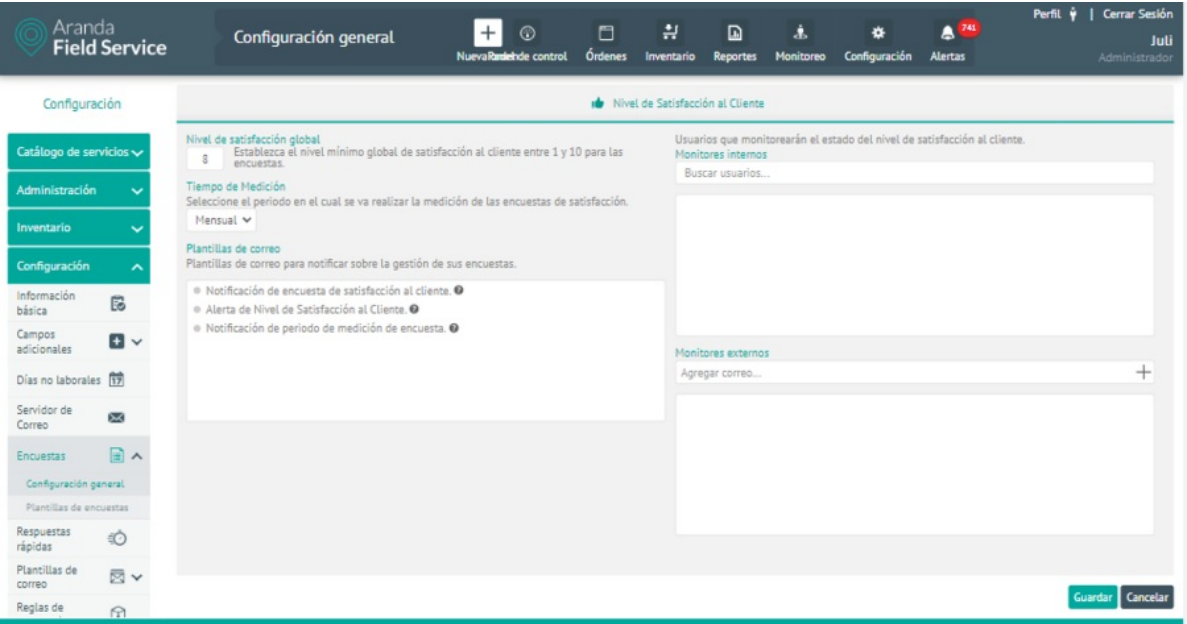 Aranda
Field Service
Configuración general
Nueva Orden
Panel de control
Órdenes
Inventario
Reportes
Monitoreo
Configuración
Alertas
741
Perfil | Cerrar Sesión
Juli
Administrador
Configuración
Catálogo de servicios
Administración
Inventario
Configuración
Información
básica
Campos
adicionales
Días no laborales
17
Servidor de
Correo
Encuestas
Configuración general
Plantillas de encuestas
Respuestas
rápidas
Plantillas de
correo
Reglas de
Nivel de Satisfacción al Cliente
Nivel de satisfacción global
8
Establezca el nivel mínimo global de satisfacción al cliente entre 1 y 10 para las
encuestas.
Tiempo de Medición
Seleccione el periodo en el cual se va realizar la medición de las encuestas de satisfacción.
Mensual
Plantillas de correo
Plantillas de correo para notificar sobre la gestión de sus encuestas.
Notificación de encuesta de satisfacción al cliente.
Alerta de Nivel de Satisfacción al Cliente.
Notificación de periodo de medición de encuesta.
Usuarios que monitorearán el estado del nivel de satisfacción al cliente.
Monitores internos
Buscar usuarios...
Monitores externos
Agregar correo...
Guardar
Cancelar